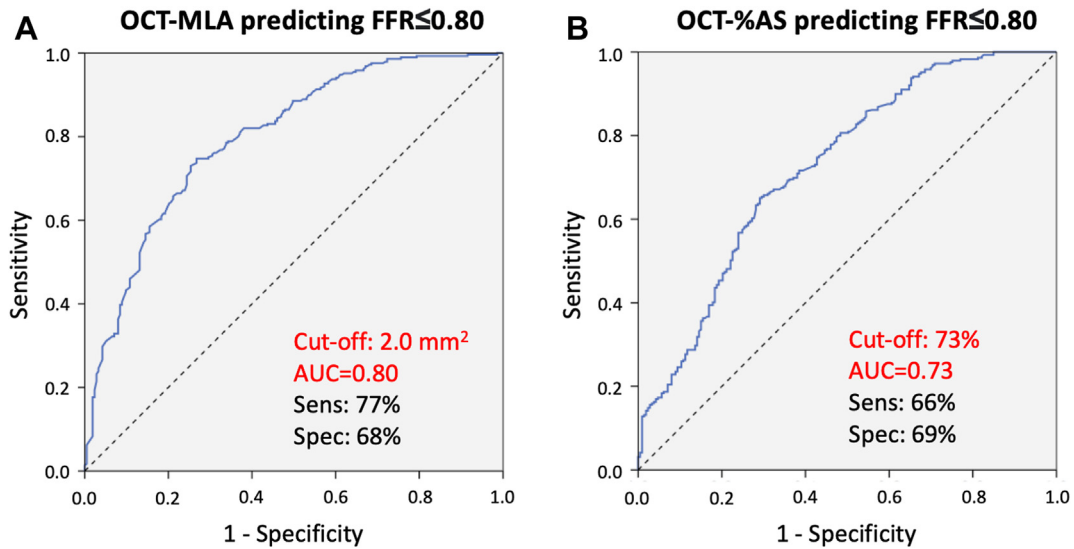 A
OCT-MLA predicting FFR≤0.80
1.0
0.8
0.6
0.4
0.2
0.0
Sensitivity
Cut-off: 2.0 mm²
AUC=0.80
Sens: 77%
Spec: 68%
0.0 0.2 0.4 0.6 0.8 1.0
1 - Specificity
B
OCT-%AS predicting FFR≤0.80
1.0
0.8
0.6
0.4
0.2
0.0
Sensitivity
Cut-off: 73%
AUC=0.73
Sens: 66%
Spec: 69%
0.0 0.2 0.4 0.6 0.8 1.0
1 - Specificity